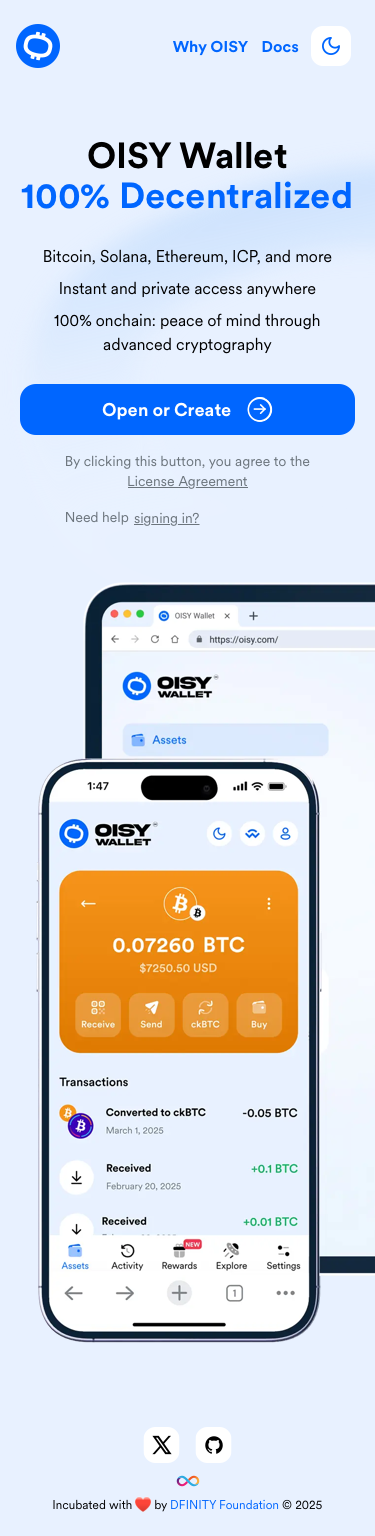 Why OISY Docs
OISY Wallet
100% Decentralized
Bitcoin, Solana, Ethereum, ICP, and more
Instant and private access anywhere
100% onchain: peace of mind through
advanced cryptography
Open or Create
By clicking this button, you agree to the
License Agreement
Need help signing in?
OISY Wallet
https://oisy.com/
OISY
WALLET
Assets
1:47
OISY
WALLET
0.07260 BTC
$7250.50 USD
Receive Send ckBTC Buy
Transactions
Converted to ckBTC -0.05 BTC
March 1, 2025
Received +0.1 BTC
February 20, 2025
Received +0.01 BTC
NEW
Assets Activity Rewards Explore Settings
1
Incubated with ❤️ by DFINITY Foundation © 2025